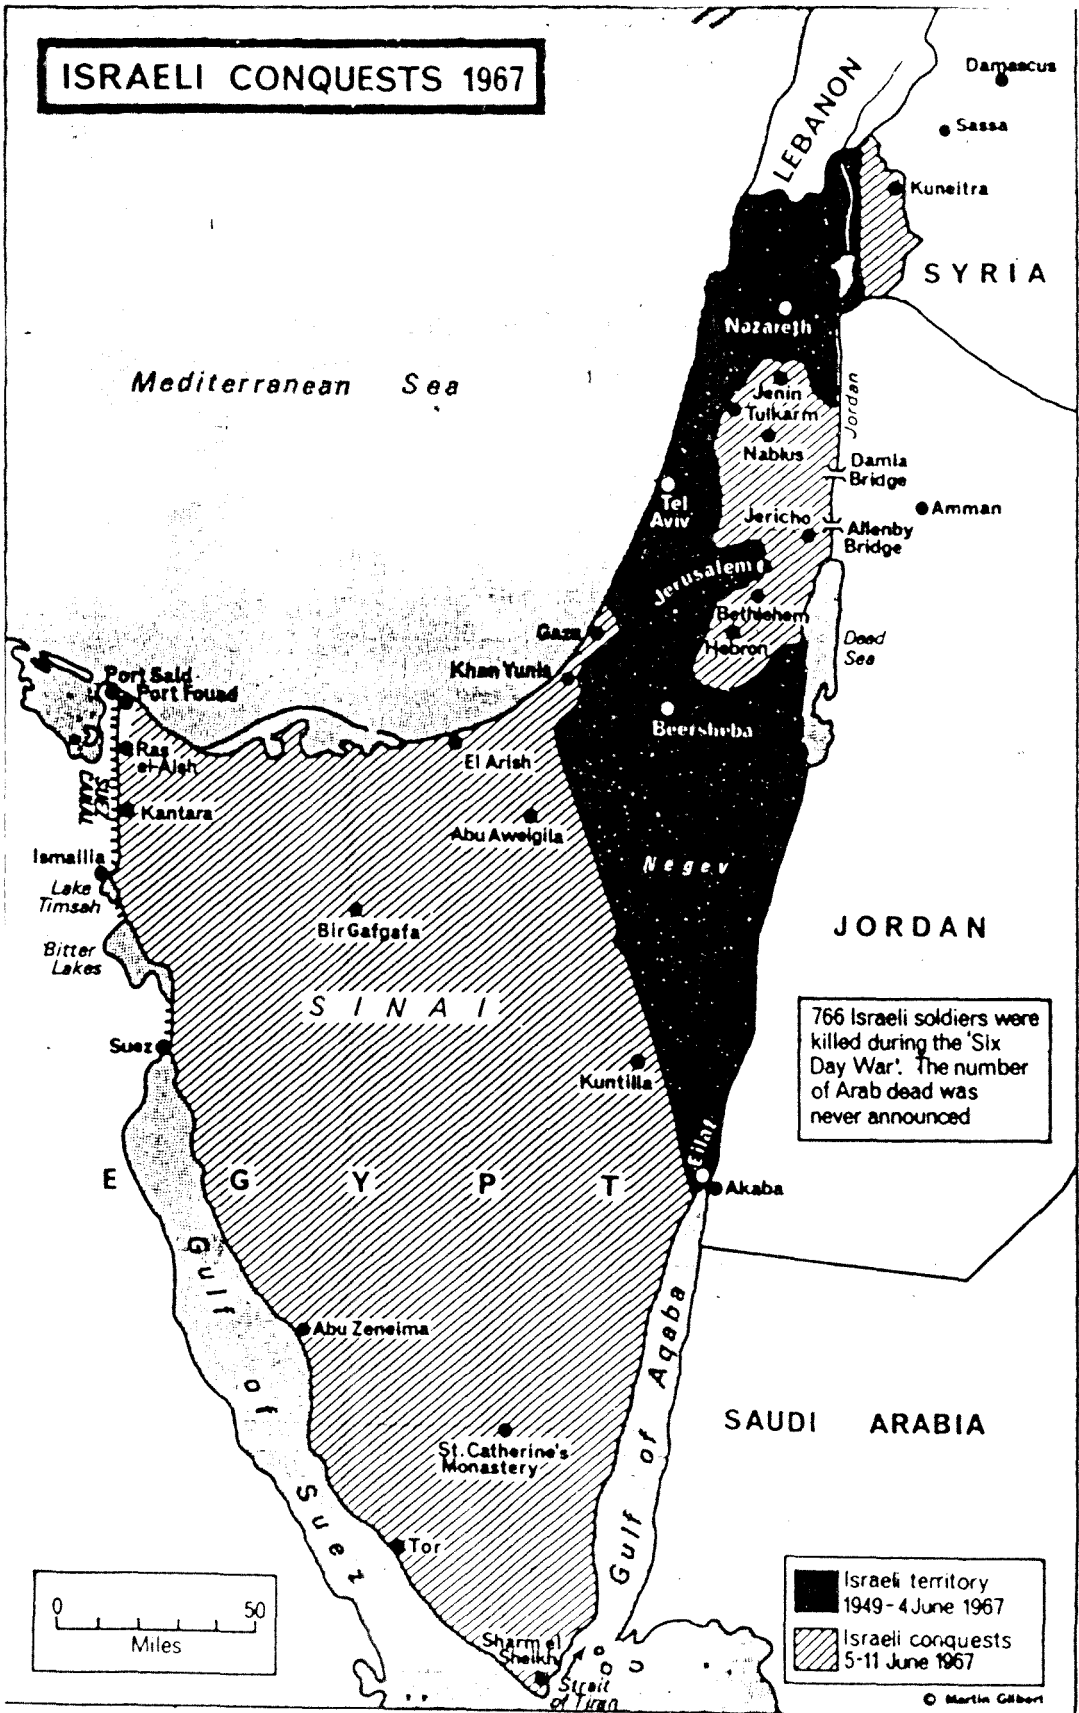 ISRAELI CONQUESTS 1967
LEBANON
Damascus
Sassa
Kuneitra
SYRIA
Nazareth
Mediterranean Sea
Jenin
Tulkarm
Nablus
Jordan
Damia
Bridge
Tel
Aviv
Jericho
Amman
Allenby
Bridge
Jerusalem
Bethlehem
Hebron
Gaza
Dead
Sea
Khan Yunis
Port Said
Port Fouad
Beersheba
Ras
el-Aish
El Arish
SUEZ
CANAL
Kantara
Abu Aweigila
Ismailia
Lake
Timsah
Negev
Bir Gafgafa
Bitter
Lakes
JORDAN
SINAI
766 Israeli soldiers were
killed during the 'Six
Day War'. The number
of Arab dead was
never announced
Suez
Kuntilla
Eilat
Akaba
EGYPT
Gulf of Suez
Gulf of Aqaba
Abu Zeneima
SAUDI ARABIA
St. Catherine's
Monastery
Tor
0 50
Miles
Sharm el
Sheikh
Strait
of Tiran
Israeli territory
1949-4 June 1967
Israeli conquests
5-11 June 1967
© Martin Gilbert